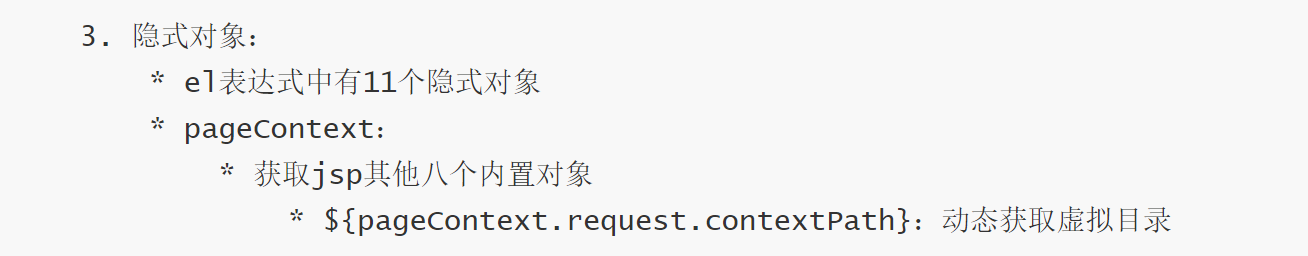 3. 隐式对象：
* el表达式中有11个隐式对象
* pageContext：
* 获取jsp其他八个内置对象
* ${pageContext.request.contextPath}：动态获取虚拟目录